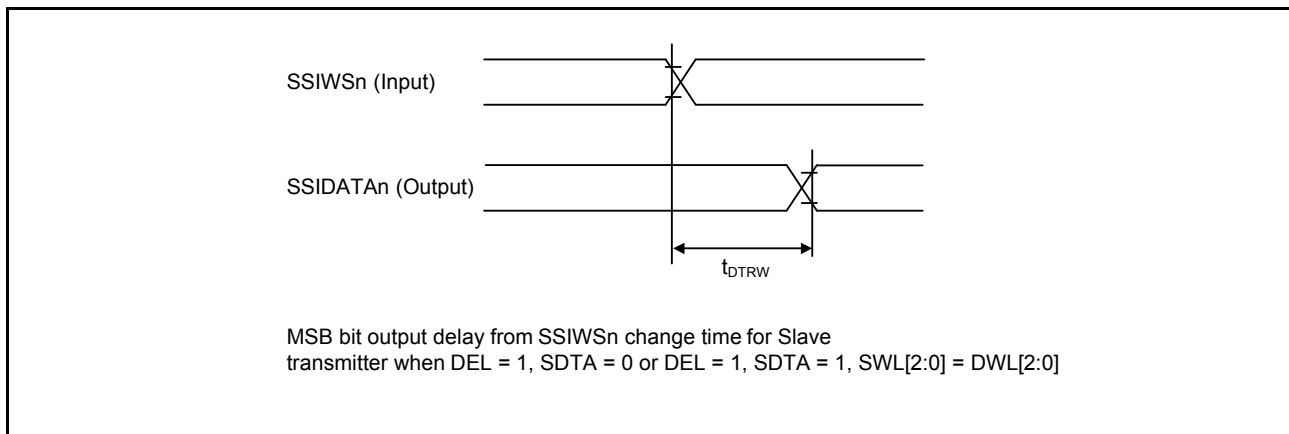 SSIWSn (Input)
SSIDATAn (Output)
tDTRW
MSB bit output delay from SSIWSn change time for Slave
transmitter when DEL = 1, SDTA = 0 or DEL = 1, SDTA = 1, SWL[2:0] = DWL[2:0]